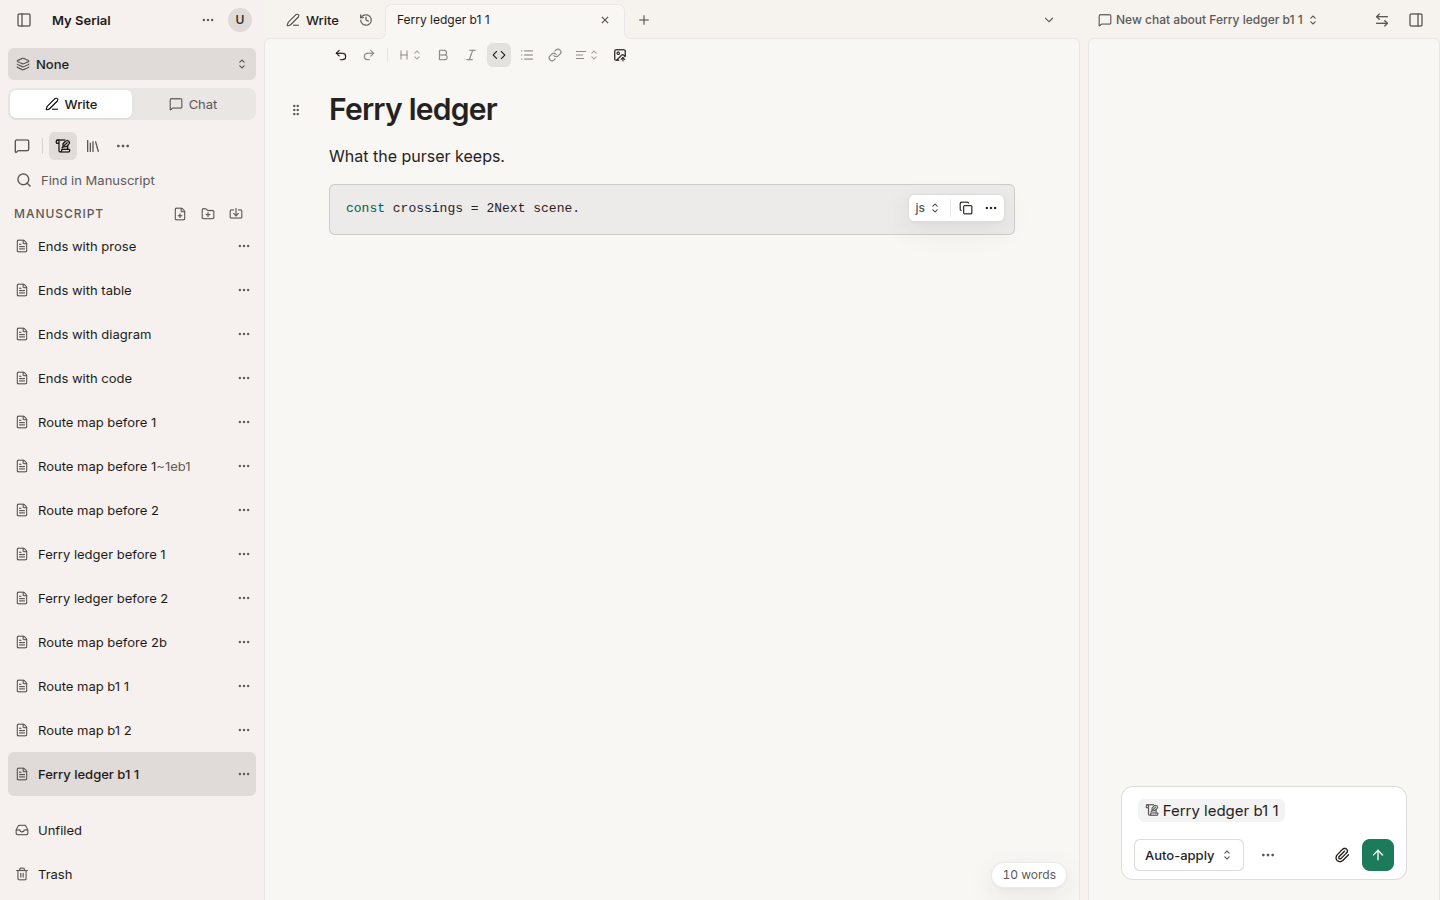 My Serial
U
None
Write
Chat
Find in Manuscript
MANUSCRIPT
Ends with prose
Ends with table
Ends with diagram
Ends with code
Route map before 1
Route map before 1~1eb1
Route map before 2
Ferry ledger before 1
Ferry ledger before 2
Route map before 2b
Route map b1 1
Route map b1 2
Ferry ledger b1 1
Unfiled
Trash
Write
Ferry ledger b1 1
H
B
I
Ferry ledger
What the purser keeps.
const crossings = 2Next scene.
js
10 words
New chat about Ferry ledger b1 1
Ferry ledger b1 1
Auto-apply